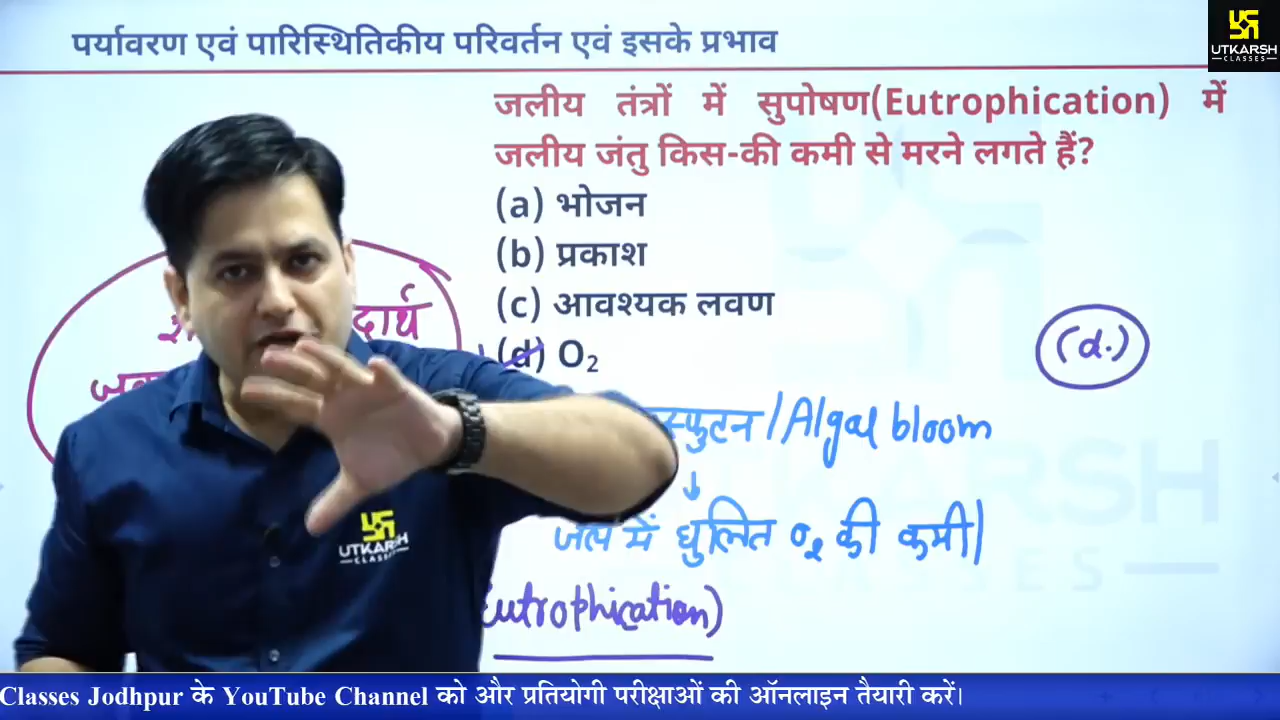 पर्यावरण एवं पारिस्थितिकीय परिवर्तन एवं इसके प्रभाव
UTKARSH
CLASSES
जलीय तंत्रों में सुपोषण(Eutrophication) में
जलीय जंतु किस-की कमी से मरने लगते हैं?
(a) भोजन
(b) प्रकाश
(c) आवश्यक लवण
(d) O₂
(d.)
स्फुटन/Algal bloom
↓
जल में घुलित O₂ की कमी|
Eutrophication)
UTKARSH
CLASSES
Classes Jodhpur के YouTube Channel को और प्रतियोगी परीक्षाओं की ऑनलाइन तैयारी करें।